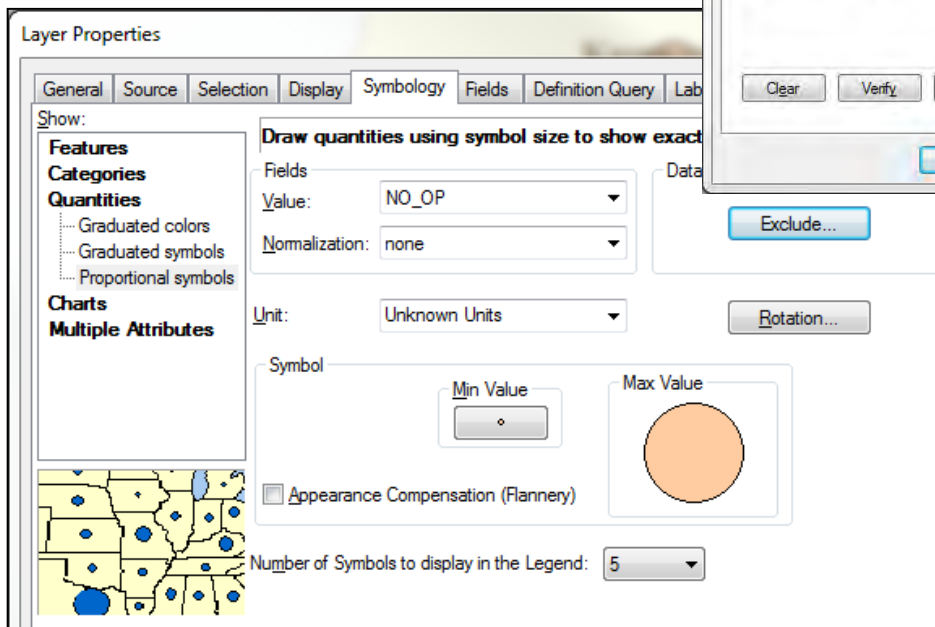 Layer Properties
General Source Selection Display Symbology Fields Definition Query Lab
Clear Verify
Show:
Features
Categories
Quantities
Graduated colors
Graduated symbols
Proportional symbols
Charts
Multiple Attributes
Draw quantities using symbol size to show exact
Fields
Value: NO_OP
Normalization: none
Data
Exclude...
Unit: Unknown Units
Rotation...
Symbol
Min Value
Max Value
Appearance Compensation (Flannery)
Number of Symbols to display in the Legend: 5